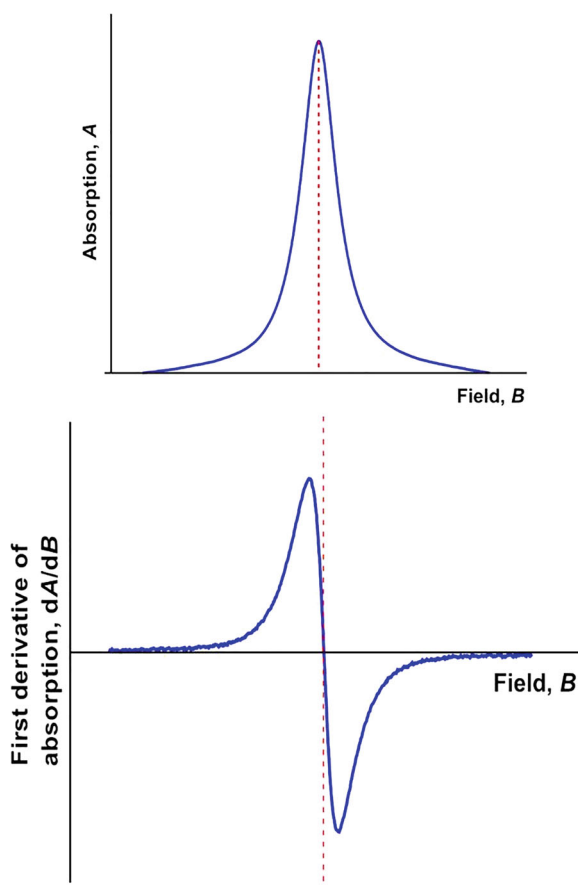 Absorption, A
Field, B
First derivative of
absorption, dA/dB
Field, B